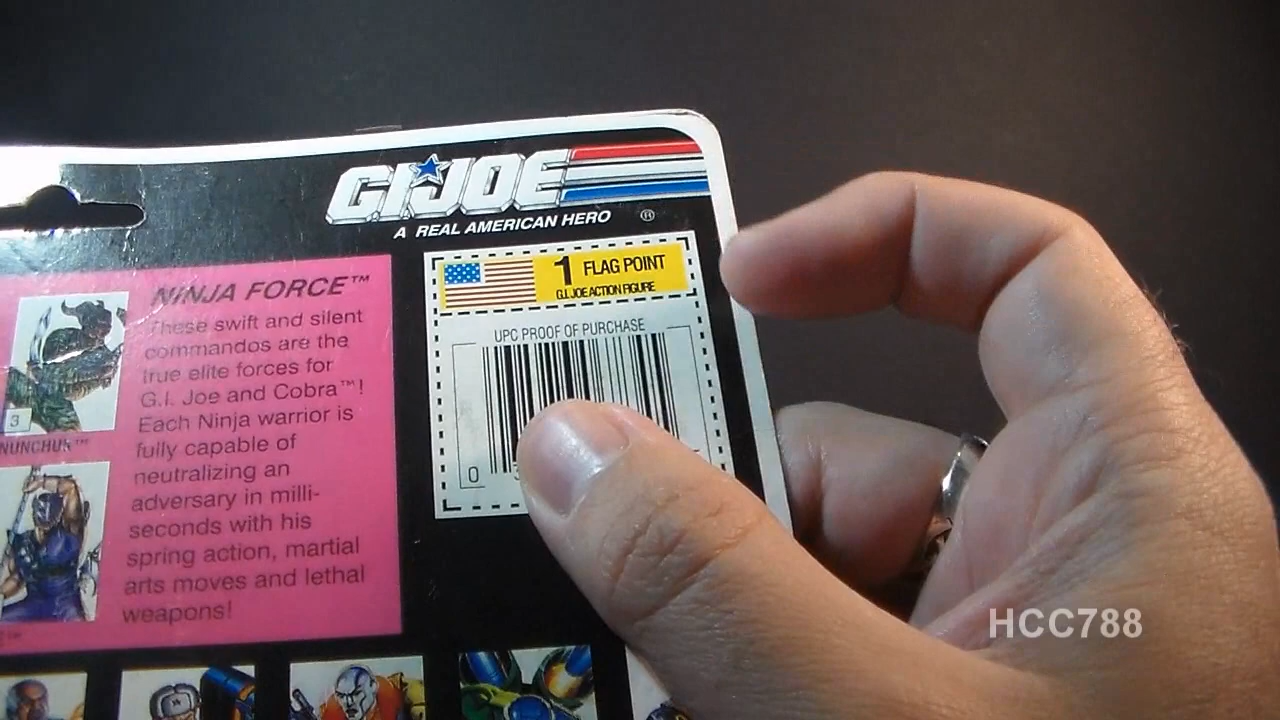 G.I. JOE
A REAL AMERICAN HERO ®
1 FLAG POINT
G.I. JOE ACTION FIGURE
UPC PROOF OF PURCHASE
0
NINJA FORCE™
These swift and silent
commandos are the
true elite forces for
G.I. Joe and Cobra™!
Each Ninja warrior is
fully capable of
neutralizing an
adversary in milli-
seconds with his
spring action, martial
arts moves and lethal
weapons!
3
NUNCHUK™
HCC788